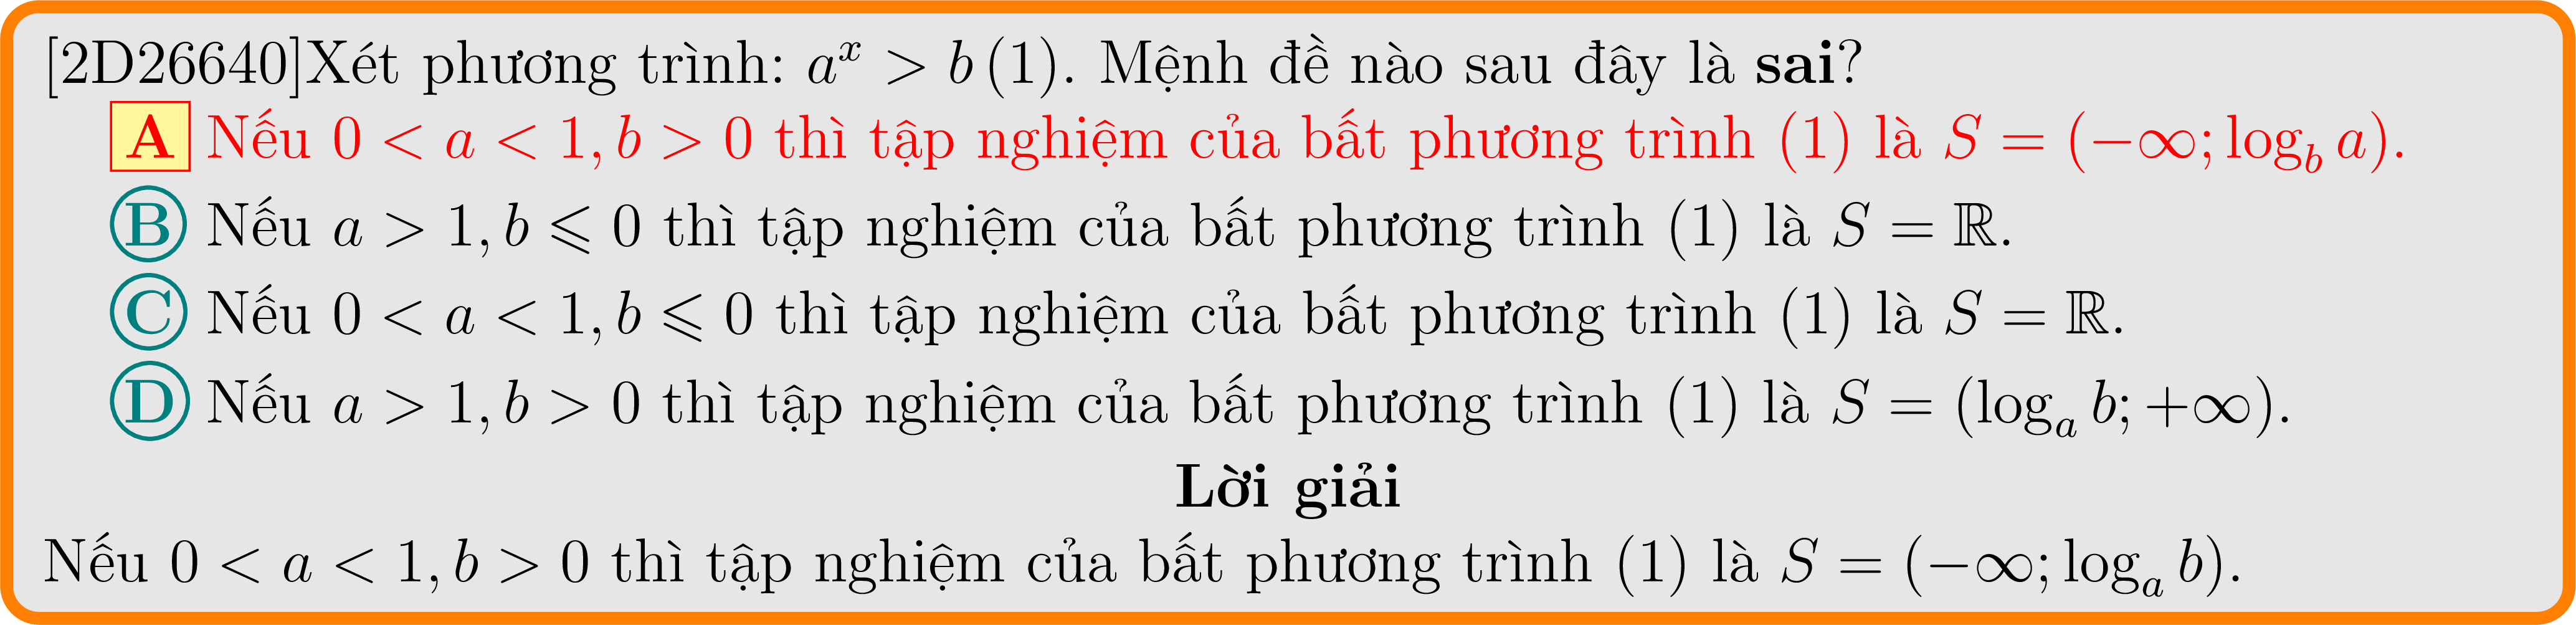 [2D26640]Xét phương trình: $a^x > b\,(1)$. Mệnh đề nào sau đây là sai?
A Nếu $0 < a < 1, b > 0$ thì tập nghiệm của bất phương trình (1) là $S = (-\infty; \log_b a)$.
B Nếu $a > 1, b \leqslant 0$ thì tập nghiệm của bất phương trình (1) là $S = \mathbb{R}$.
C Nếu $0 < a < 1, b \leqslant 0$ thì tập nghiệm của bất phương trình (1) là $S = \mathbb{R}$.
D Nếu $a > 1, b > 0$ thì tập nghiệm của bất phương trình (1) là $S = (\log_a b; +\infty)$.
Lời giải
Nếu $0 < a < 1, b > 0$ thì tập nghiệm của bất phương trình (1) là $S = (-\infty; \log_a b)$.